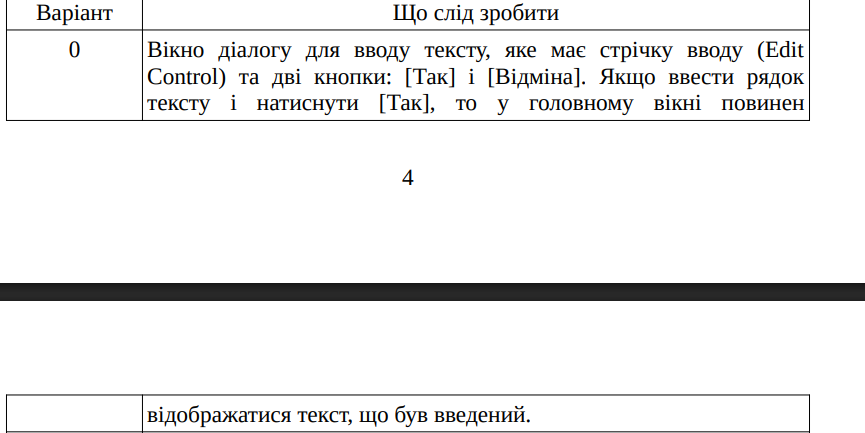 Варіант Що слід зробити
0 Вікно діалогу для вводу тексту, яке має стрічку вводу (Edit
Control) та дві кнопки: [Так] і [Відміна]. Якщо ввести рядок
тексту і натиснути [Так], то у головному вікні повинен
4
відображатися текст, що був введений.